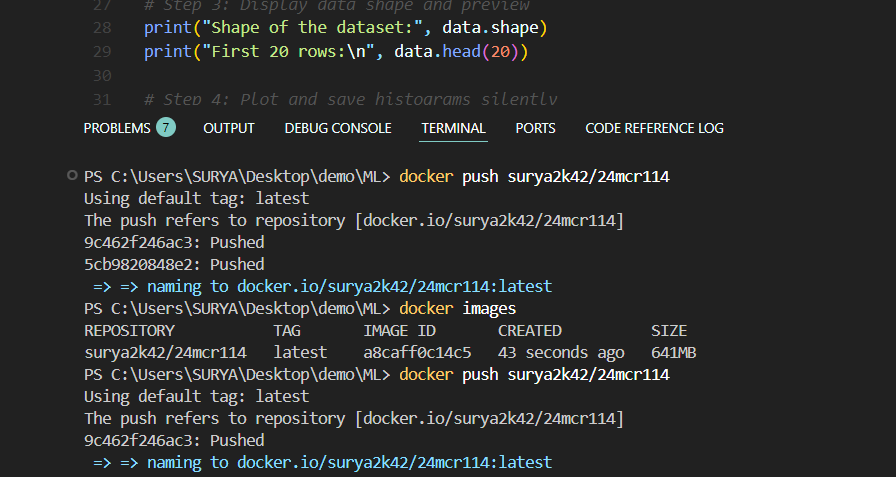 27 # Step 3: Display data shape and preview
28 print("Shape of the dataset:", data.shape)
29 print("First 20 rows:\n", data.head(20))
30
31 # Step 4: Plot and save histograms silently
PROBLEMS 7 OUTPUT DEBUG CONSOLE TERMINAL PORTS CODE REFERENCE LOG
PS C:\Users\SURYA\Desktop\demo\ML> docker push surya2k42/24mcr114
Using default tag: latest
The push refers to repository [docker.io/surya2k42/24mcr114]
9c462f246ac3: Pushed
5cb9820848e2: Pushed
=> => naming to docker.io/surya2k42/24mcr114:latest
PS C:\Users\SURYA\Desktop\demo\ML> docker images
REPOSITORY TAG IMAGE ID CREATED SIZE
surya2k42/24mcr114 latest a8caff0c14c5 43 seconds ago 641MB
PS C:\Users\SURYA\Desktop\demo\ML> docker push surya2k42/24mcr114
Using default tag: latest
The push refers to repository [docker.io/surya2k42/24mcr114]
9c462f246ac3: Pushed
=> => naming to docker.io/surya2k42/24mcr114:latest